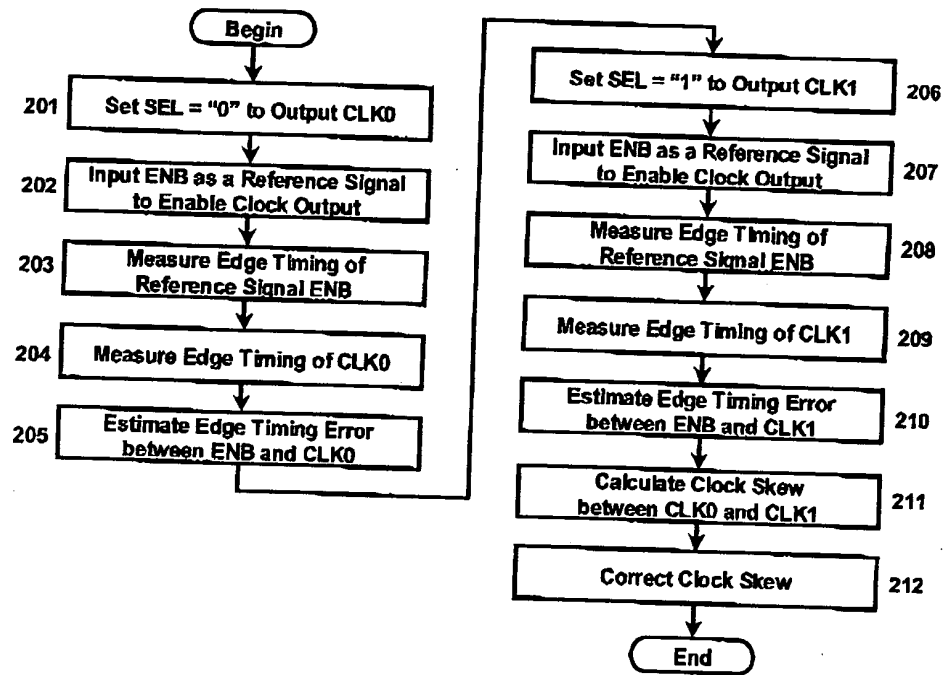 Begin
201
Set SEL = "0" to Output CLK0
202
Input ENB as a Reference Signal
to Enable Clock Output
203
Measure Edge Timing of
Reference Signal ENB
204
Measure Edge Timing of CLK0
205
Estimate Edge Timing Error
between ENB and CLK0
Set SEL = "1" to Output CLK1
206
Input ENB as a Reference Signal
to Enable Clock Output
207
Measure Edge Timing of
Reference Signal ENB
208
Measure Edge Timing of CLK1
209
Estimate Edge Timing Error
between ENB and CLK1
210
Calculate Clock Skew
between CLK0 and CLK1
211
Correct Clock Skew
212
End